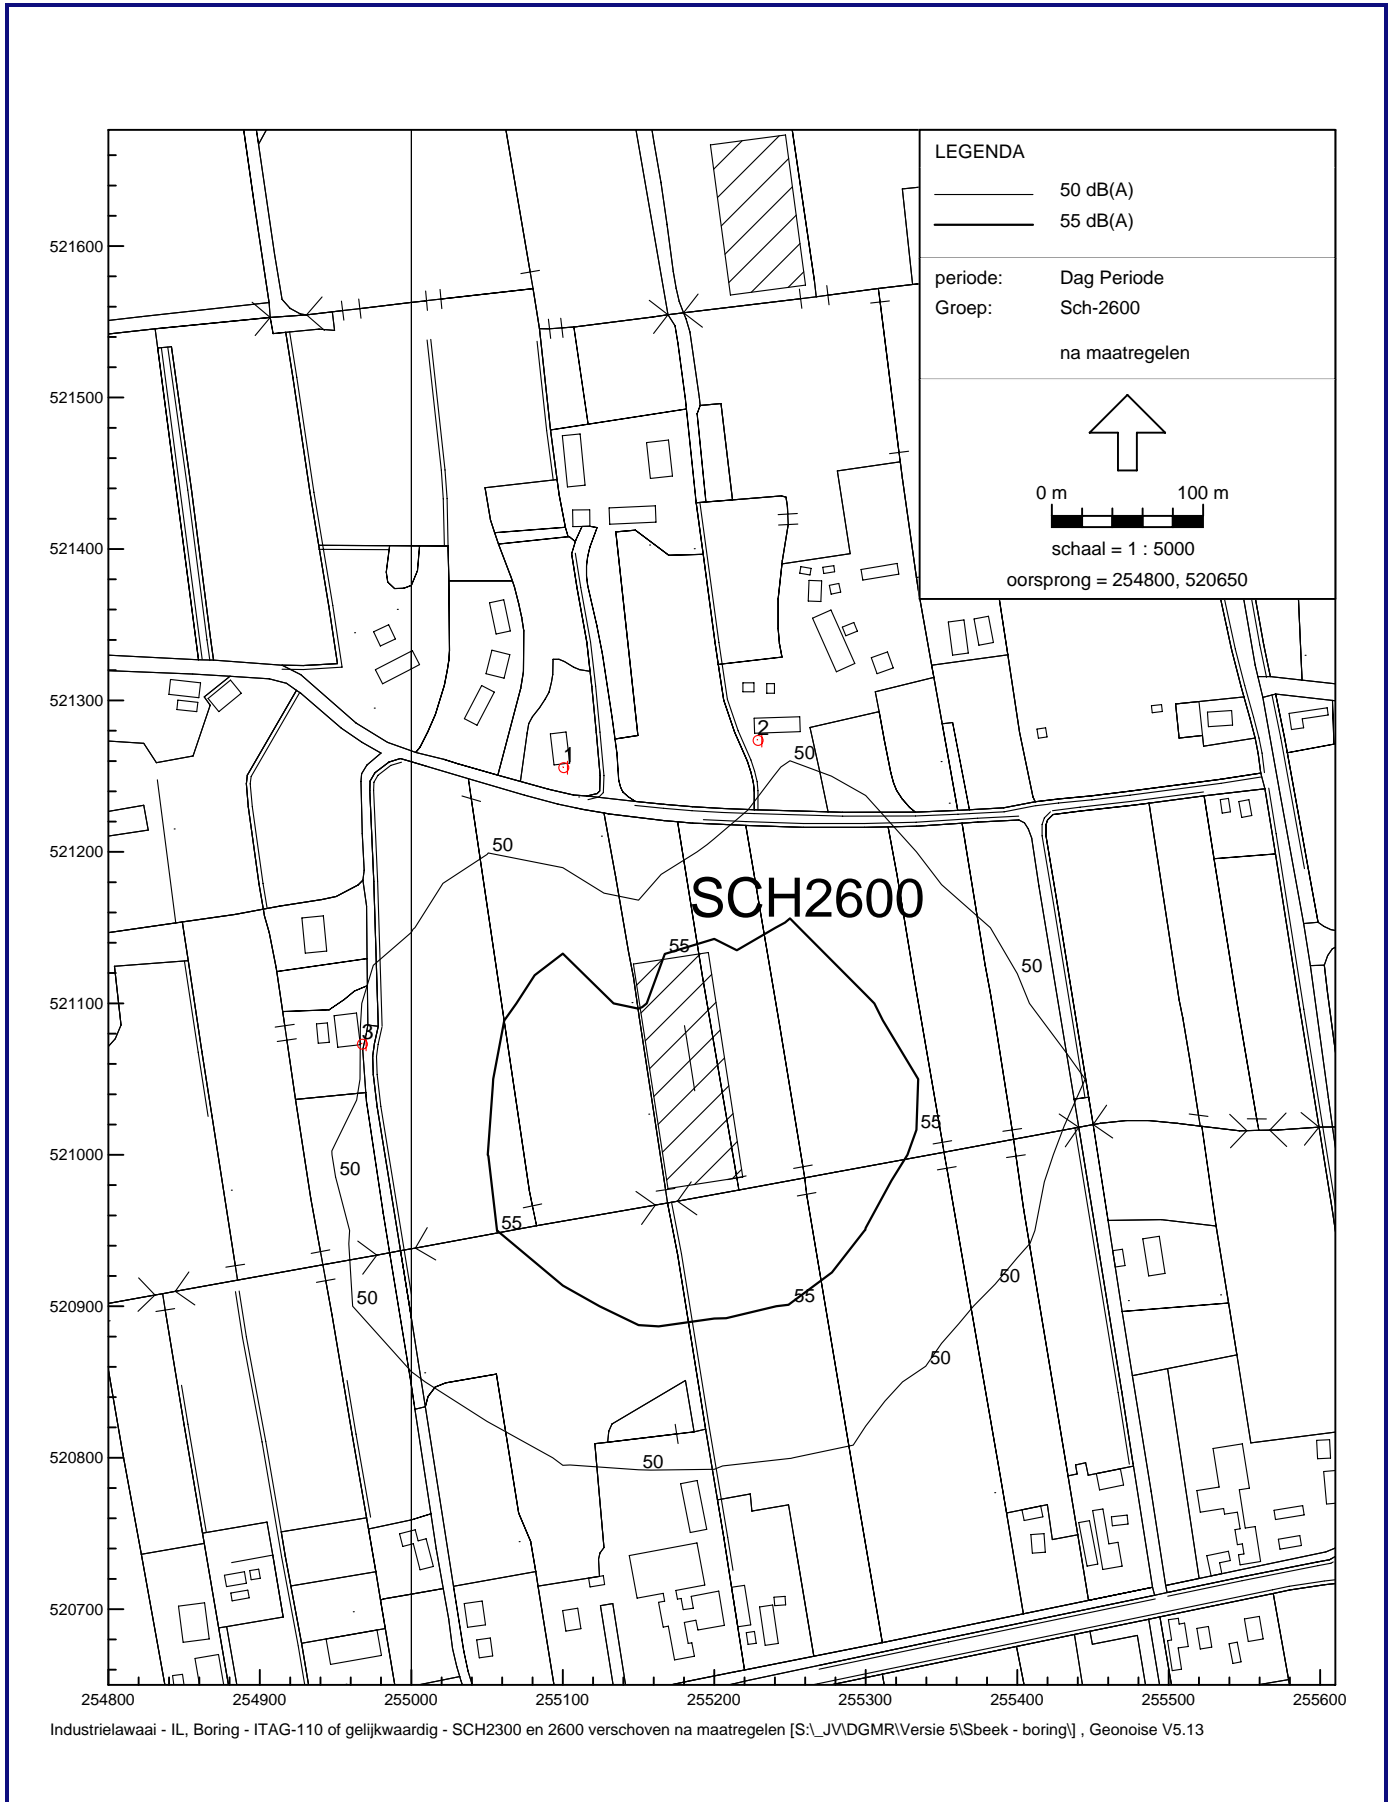 LEGENDA
50 dB(A)
55 dB(A)
periode: Dag Periode
Groep: Sch-2600
na maatregelen
0 m 100 m
schaal = 1 : 5000
oorsprong = 254800, 520650
521600
521500
521400
521300
521200
521100
521000
520900
520800
520700
2
1
50
50
SCH2600
55
50
3
55
50
55
50
50
55
50
50
254800 254900 255000 255100 255200 255300 255400 255500 255600
Industrielawaai - IL, Boring - ITAG-110 of gelijkwaardig - SCH2300 en 2600 verschoven na maatregelen [S:\_JV\DGMR\Versie 5\Sbeek - boring\] , Geonoise V5.13